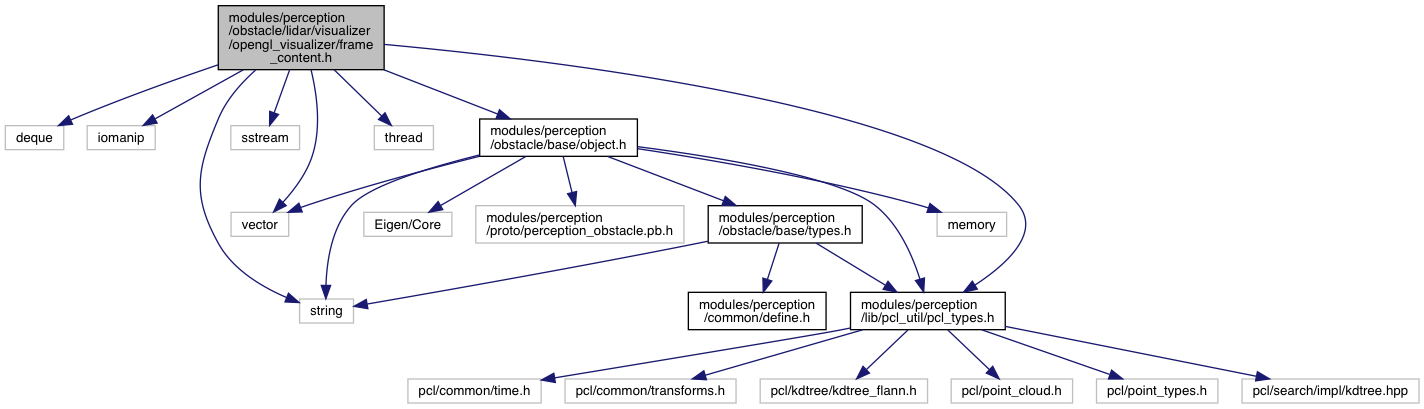 modules/perception
/obstacle/lidar/visualizer
/opengl_visualizer/frame
_content.h
deque
iomanip
sstream
thread
modules/perception
/obstacle/base/object.h
vector
Eigen/Core
modules/perception
/proto/perception_obstacle.pb.h
modules/perception
/obstacle/base/types.h
memory
string
modules/perception
/common/define.h
modules/perception
/lib/pcl_util/pcl_types.h
pcl/common/time.h
pcl/common/transforms.h
pcl/kdtree/kdtree_flann.h
pcl/point_cloud.h
pcl/point_types.h
pcl/search/impl/kdtree.hpp